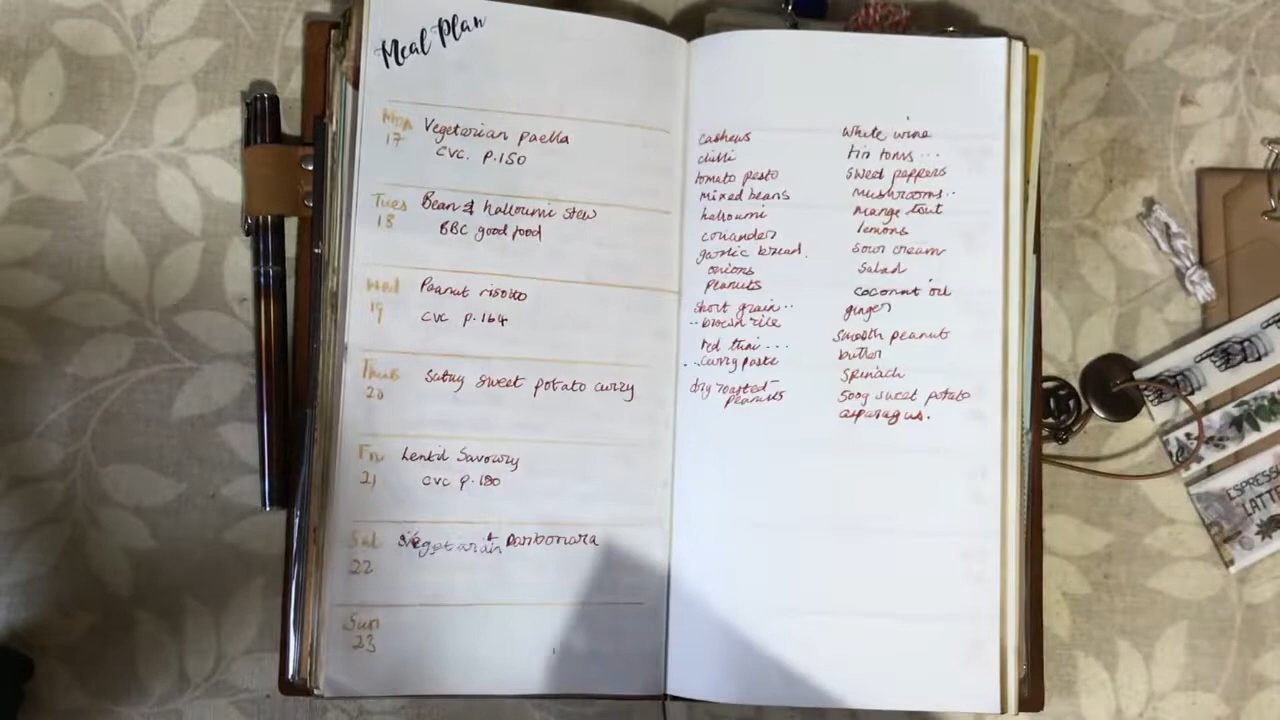 Meal Plan
Mon
17
Vegetarian paella
CVC. P.150
Tues
18
Bean & halloumi stew
BBC good food
Wed
19
Peanut risotto
CVC P.164
Thurs
20
Satay sweet potato curry
Fri
21
Lentil Savoury
CVC P.180
Sat
22
Carbonara
Sun
23
cashews
chilli
tomato pesto
mixed beans
halloumi
coriander
garlic bread.
onions
peanuts
short grain..
..brown rice
red thai...
..curry paste
dry roasted
peanuts
White wine
tin toms...
Sweet peppers
mushrooms..
mange tout
lemons
Sour cream
Salad
coconut oil
ginger
smooth peanut
butter
Spinach
500g sweet potato
asparagus.
ESPRESSO
LATTE